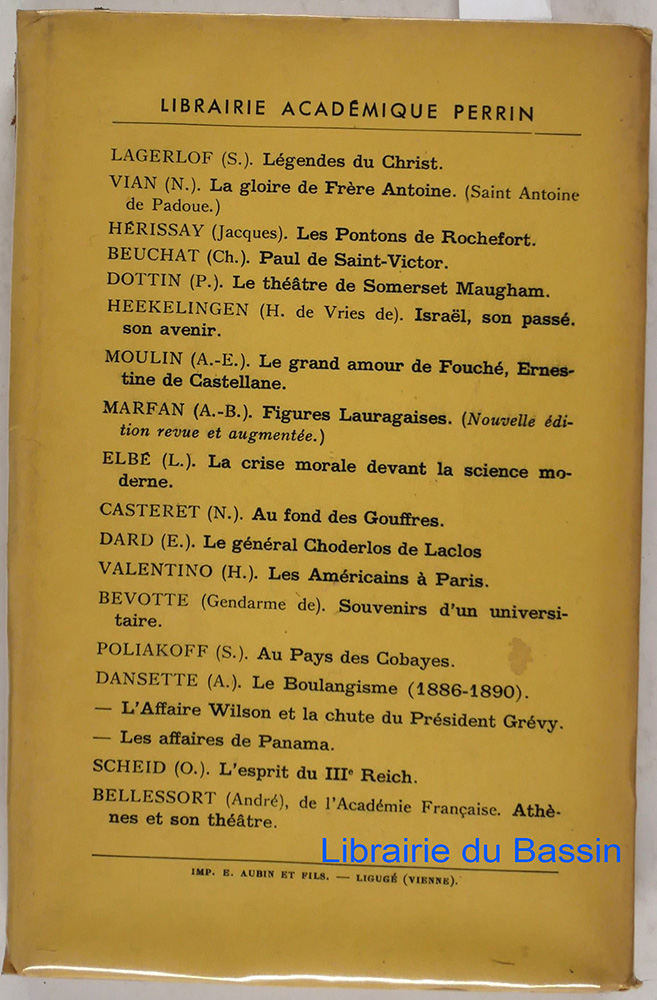 LIBRAIRIE ACADÉMIQUE PERRIN
LAGERLOF (S.). Légendes du Christ.
VIAN (N.). La gloire de Frère Antoine. (Saint Antoine
de Padoue.)
HÉRISSAY (Jacques). Les Pontons de Rochefort.
BEUCHAT (Ch.). Paul de Saint-Victor.
DOTTIN (P.). Le théâtre de Somerset Maugham.
HEEKELINGEN (H. de Vries de). Israël, son passé.
son avenir.
MOULIN (A.-E.). Le grand amour de Fouché, Ernes-
tine de Castellane.
MARFAN (A.-B.). Figures Lauragaises. (Nouvelle édi-
tion revue et augmentée.)
ELBÉ (L.). La crise morale devant la science mo-
derne.
CASTERET (N.). Au fond des Gouffres.
DARD (E.). Le général Choderlos de Laclos
VALENTINO (H.). Les Américains à Paris.
BEVOTTE (Gendarme de). Souvenirs d'un universi-
taire.
POLIAKOFF (S.). Au Pays des Cobayes.
DANSETTE (A.). Le Boulangisme (1886-1890).
— L'Affaire Wilson et la chute du Président Grévy.
— Les affaires de Panama.
SCHEID (O.). L'esprit du IIIe Reich.
BELLESSORT (André), de l'Académie Française. Athè-
nes et son théâtre.
Librairie du Bassin
IMP. E. AUBIN ET FILS. — LIGUGÉ (VIENNE).